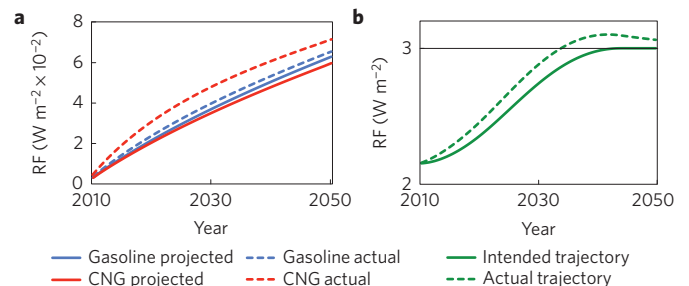 a
8
6
4
2
0
RF (W m⁻² × 10⁻²)
2010 2030 2050
Year
b
3
2
RF (W m⁻²)
2010 2030 2050
Year
Gasoline projected Gasoline actual Intended trajectory
CNG projected CNG actual Actual trajectory